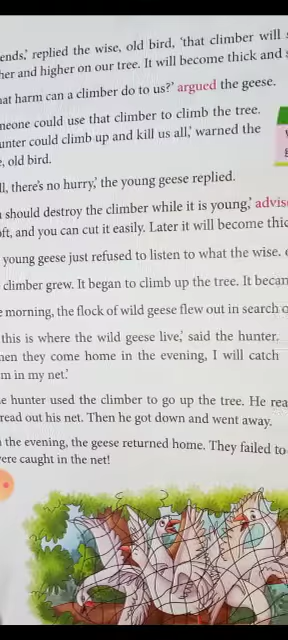 ends,' replied the wise, old bird, 'that climber will
her and higher on our tree. It will become thick and
at harm can a climber do to us?' argued the geese.
neone could use that climber to climb the tree.
unter could climb up and kill us all,' warned the
, old bird.
ll, there's no hurry,' the young geese replied.
should destroy the climber while it is young,' advis
ft, and you can cut it easily. Later it will become thic
young geese just refused to listen to what the wise,
climber grew. It began to climb up the tree. It becam
e morning, the flock of wild geese flew out in search o
this is where the wild geese live,' said the hunter.
hen they come home in the evening, I will catch
m in my net.'
e hunter used the climber to go up the tree. He rea
read out his net. Then he got down and went away.
the evening, the geese returned home. They failed to
ere caught in the net!